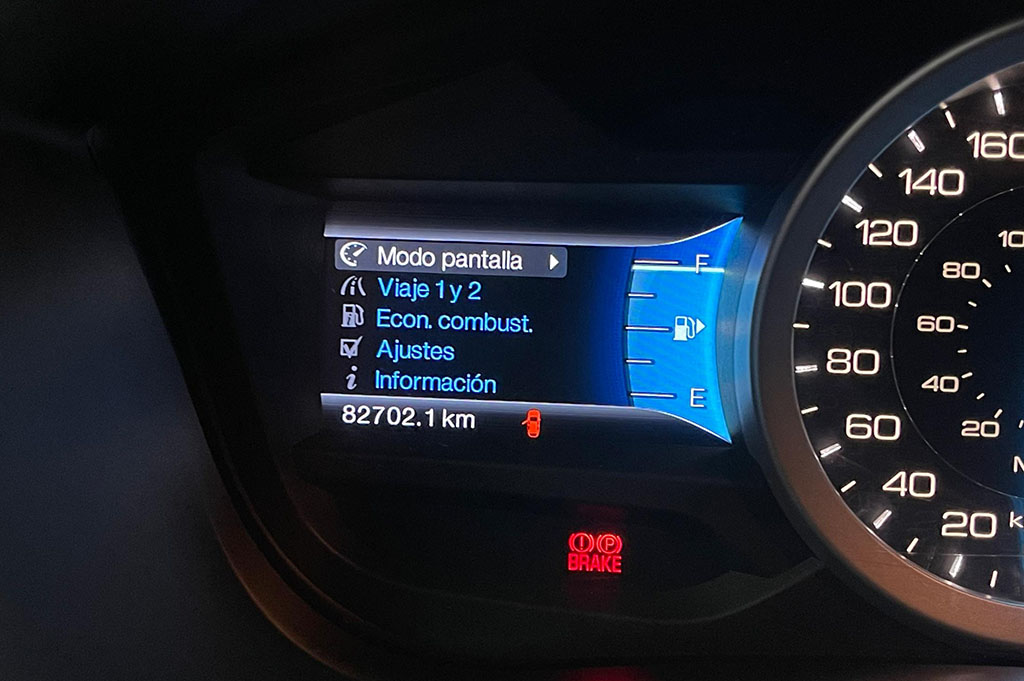 Modo pantalla
Viaje 1 y 2
Econ. combust.
Ajustes
Información
82702.1 km
F
E
(!) (P)
BRAKE
160
140
120
100
80
60
40
20
100
80
60
40
20